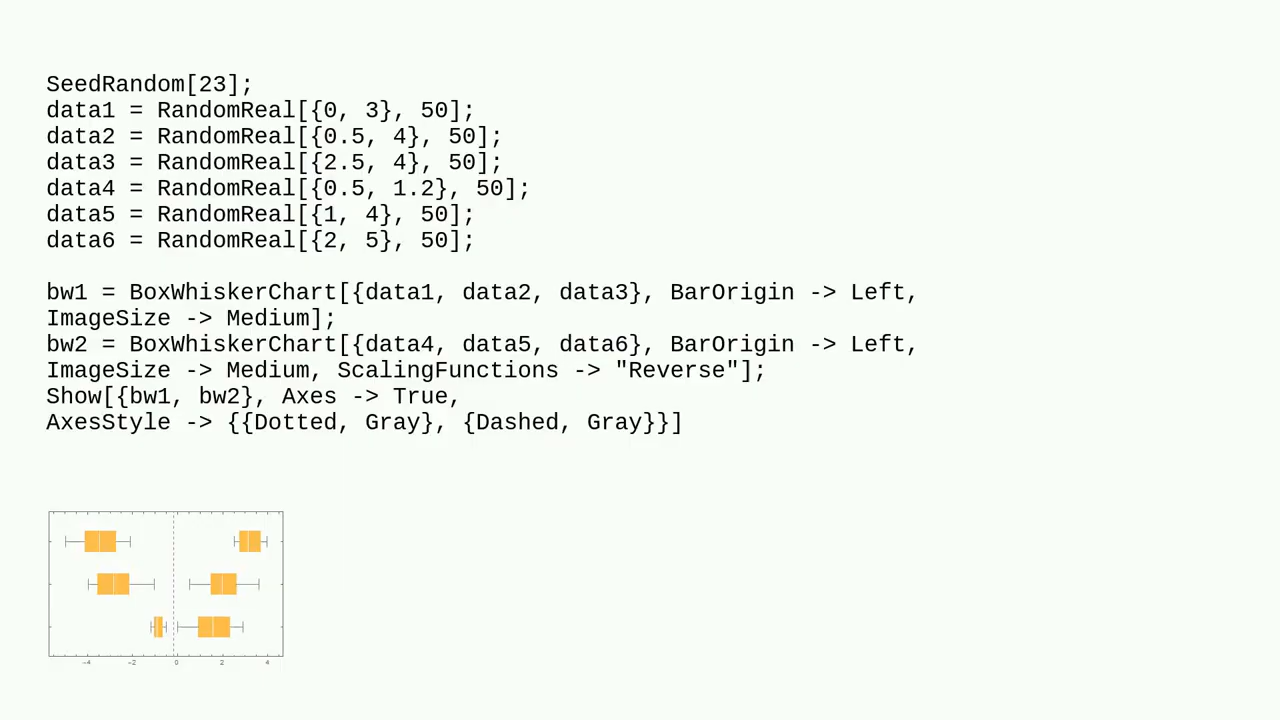 SeedRandom[23];
data1 = RandomReal[{0, 3}, 50];
data2 = RandomReal[{0.5, 4}, 50];
data3 = RandomReal[{2.5, 4}, 50];
data4 = RandomReal[{0.5, 1.2}, 50];
data5 = RandomReal[{1, 4}, 50];
data6 = RandomReal[{2, 5}, 50];
bw1 = BoxWhiskerChart[{data1, data2, data3}, BarOrigin -> Left,
ImageSize -> Medium];
bw2 = BoxWhiskerChart[{data4, data5, data6}, BarOrigin -> Left,
ImageSize -> Medium, ScalingFunctions -> "Reverse"];
Show[{bw1, bw2}, Axes -> True,
AxesStyle -> {{Dotted, Gray}, {Dashed, Gray}}]
-4 -2 0 2 4